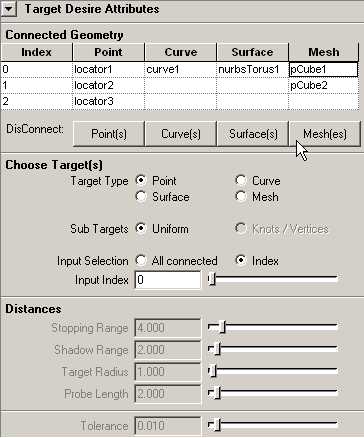 Target Desire Attributes
Connected Geometry
Index Point Curve Surface Mesh
0 locator1 curve1 nurbsTorus1 pCube1
1 locator2 pCube2
2 locator3
DisConnect: Point(s) Curve(s) Surface(s) Mesh(es)
Choose Target(s)
Target Type Point Curve
Surface Mesh
Sub Targets Uniform Knots / Vertices
Input Selection All connected Index
Input Index 0
Distances
Stopping Range 4.000
Shadow Range 2.000
Target Radius 1.000
Probe Length 2.000
Tolerance 0.010